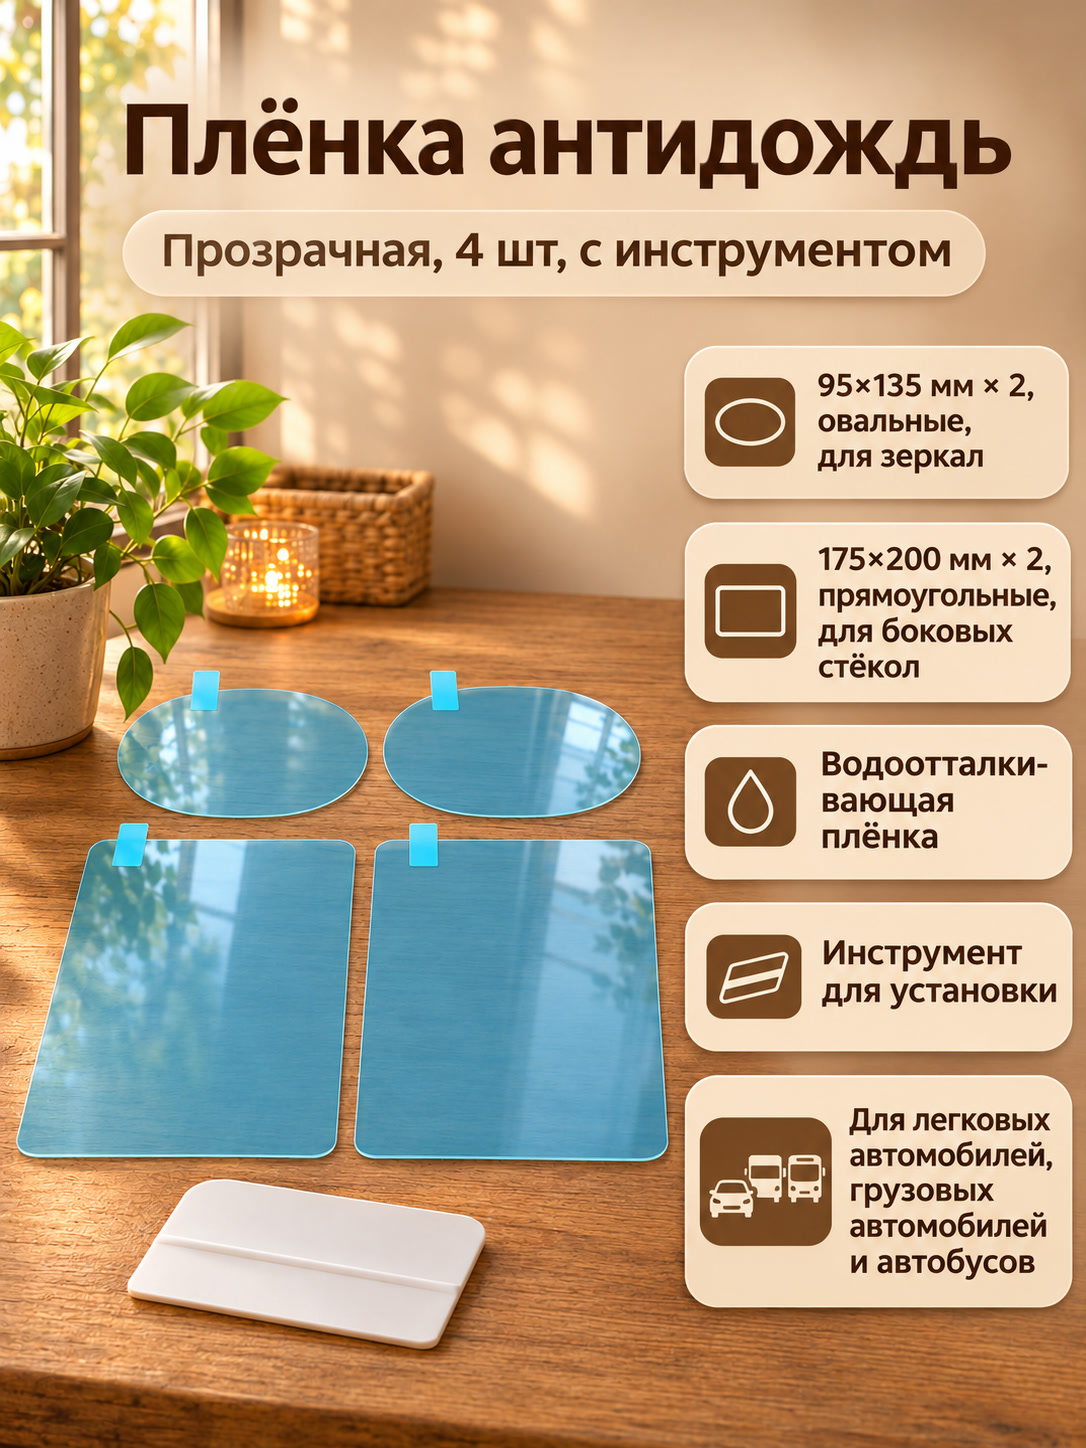 Плёнка антидождь
Прозрачная, 4 шт, с инструментом
95×135 мм × 2,
овальные,
для зеркал
175×200 мм × 2,
прямоугольные,
для боковых
стёкол
Водоотталки-
вающая
плёнка
Инструмент
для установки
Для легковых
автомобилей,
грузовых
автомобилей
и автобусов